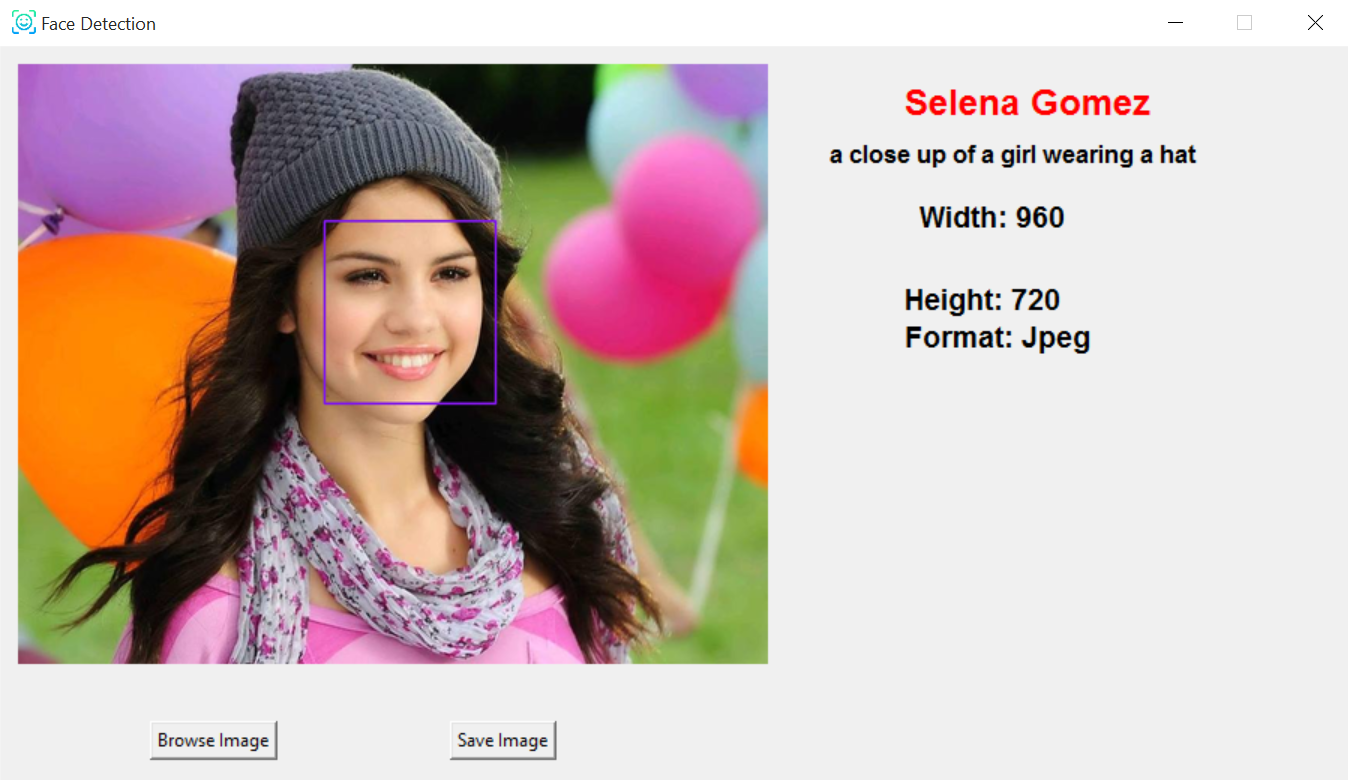 Face Detection
Selena Gomez
a close up of a girl wearing a hat
Width: 960
Height: 720
Format: Jpeg
Browse Image
Save Image